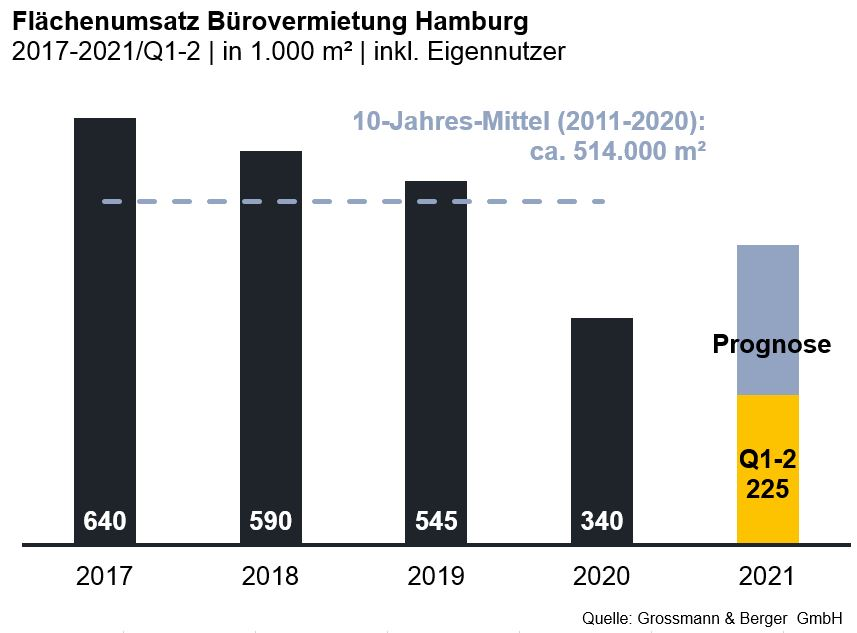 Flächenumsatz Bürovermietung Hamburg
2017-2021/Q1-2 | in 1.000 m² | inkl. Eigennutzer
10-Jahres-Mittel (2011-2020):
ca. 514.000 m²
Prognose
Q1-2
225
640
590
545
340
2017
2018
2019
2020
2021
Quelle: Grossmann & Berger GmbH